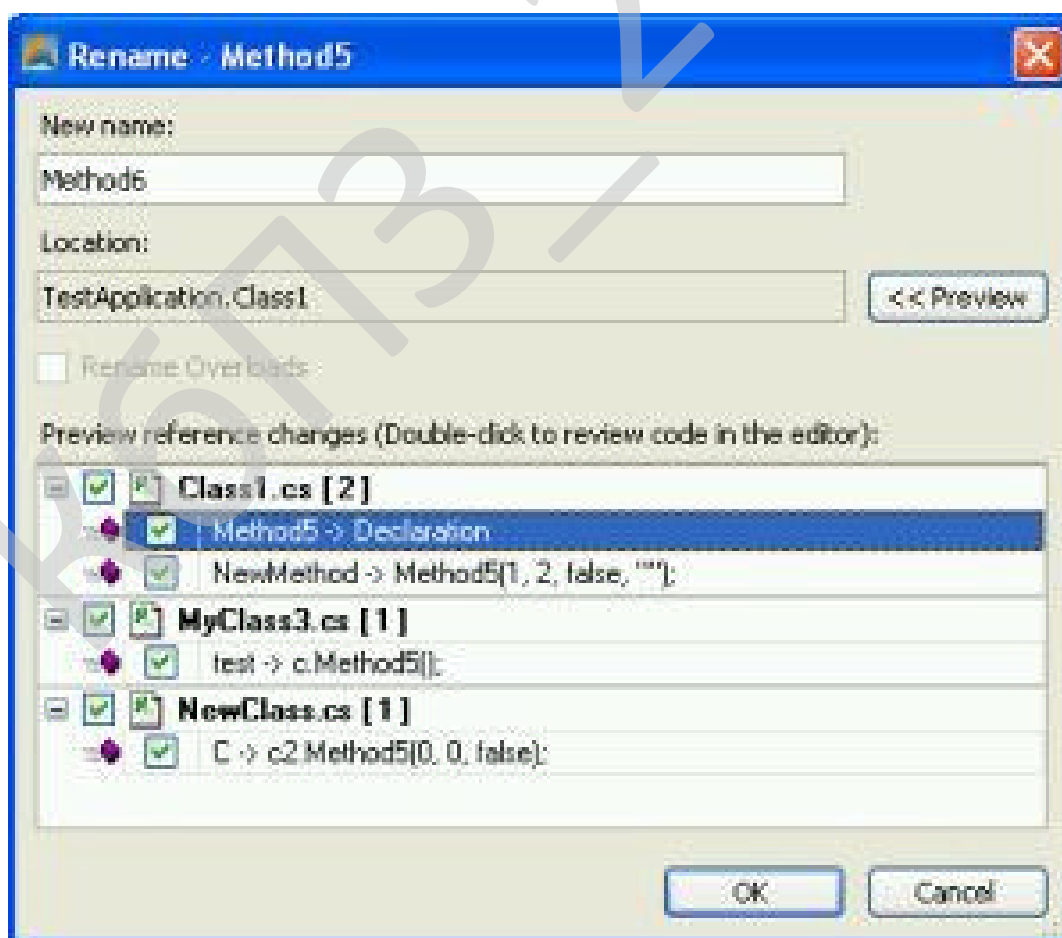 Rename - Method5
New name:
Method6
Location:
TestApplication.Class1
<< Preview
Rename Overloads
Preview reference changes (Double-click to review code in the editor):
Class1.cs [2]
Method5 -> Declaration
NewMethod -> Method5(1, 2, false, "");
MyClass3.cs [1]
test -> c.Method5();
NewClass.cs [1]
C -> c2.Method5(0, 0, false);
OK
Cancel
КбПЗ_2